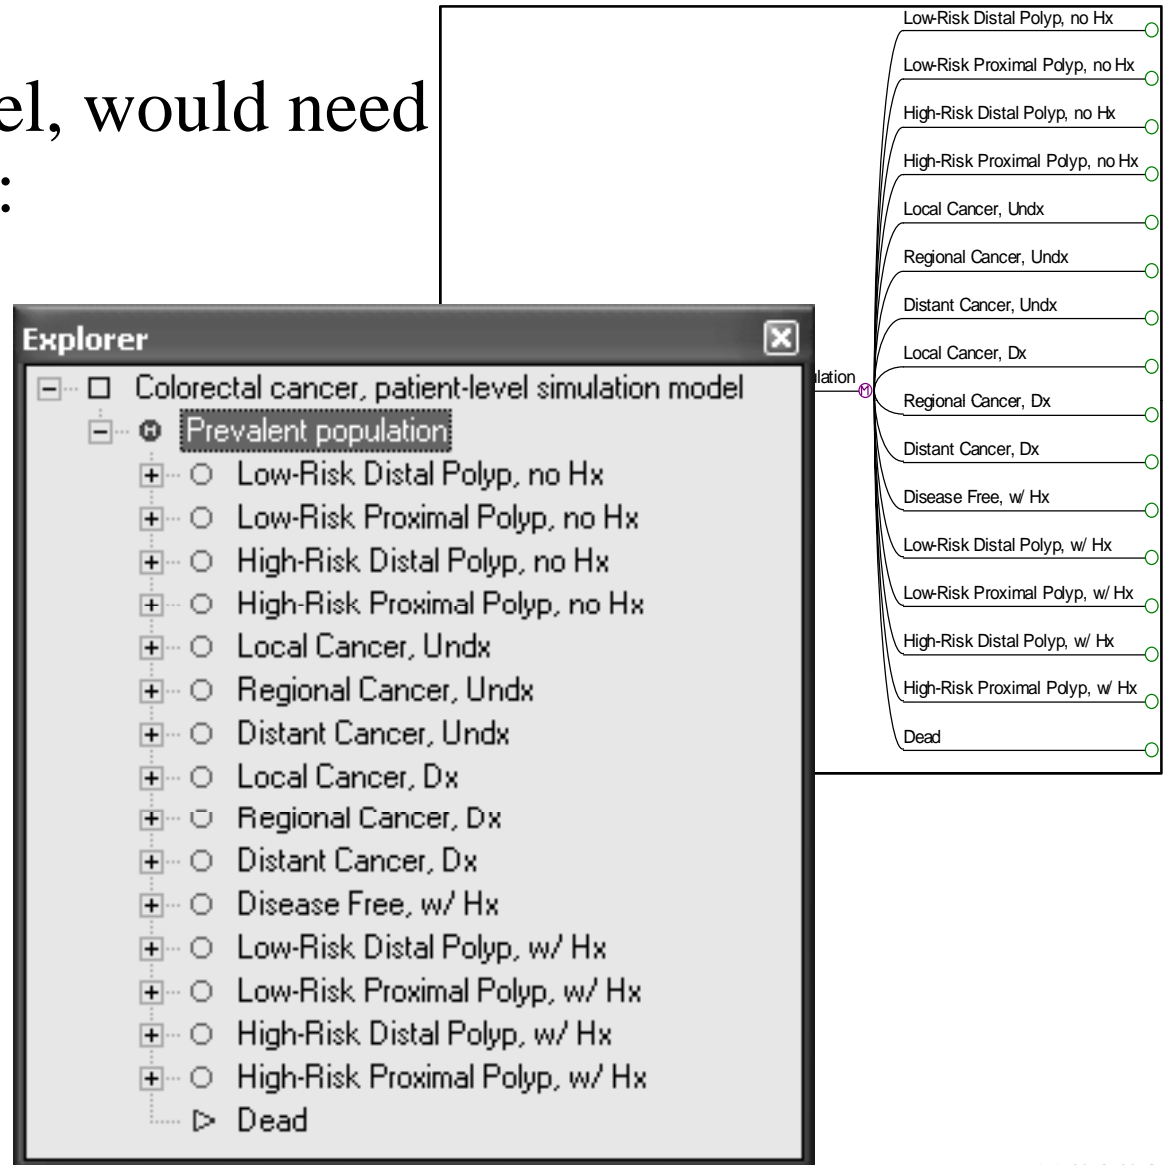 el, would need
:
Low-Risk Distal Polyp, no Hx
Low-Risk Proximal Polyp, no Hx
High-Risk Distal Polyp, no Hx
High-Risk Proximal Polyp, no Hx
Local Cancer, Undx
Regional Cancer, Undx
Distant Cancer, Undx
Local Cancer, Dx
ulation
Regional Cancer, Dx
Distant Cancer, Dx
Disease Free, w/ Hx
Low-Risk Distal Polyp, w/ Hx
Low-Risk Proximal Polyp, w/ Hx
High-Risk Distal Polyp, w/ Hx
High-Risk Proximal Polyp, w/ Hx
Dead
Explorer
Colorectal cancer, patient-level simulation model
Prevalent population
Low-Risk Distal Polyp, no Hx
Low-Risk Proximal Polyp, no Hx
High-Risk Distal Polyp, no Hx
High-Risk Proximal Polyp, no Hx
Local Cancer, Undx
Regional Cancer, Undx
Distant Cancer, Undx
Local Cancer, Dx
Regional Cancer, Dx
Distant Cancer, Dx
Disease Free, w/ Hx
Low-Risk Distal Polyp, w/ Hx
Low-Risk Proximal Polyp, w/ Hx
High-Risk Distal Polyp, w/ Hx
High-Risk Proximal Polyp, w/ Hx
Dead